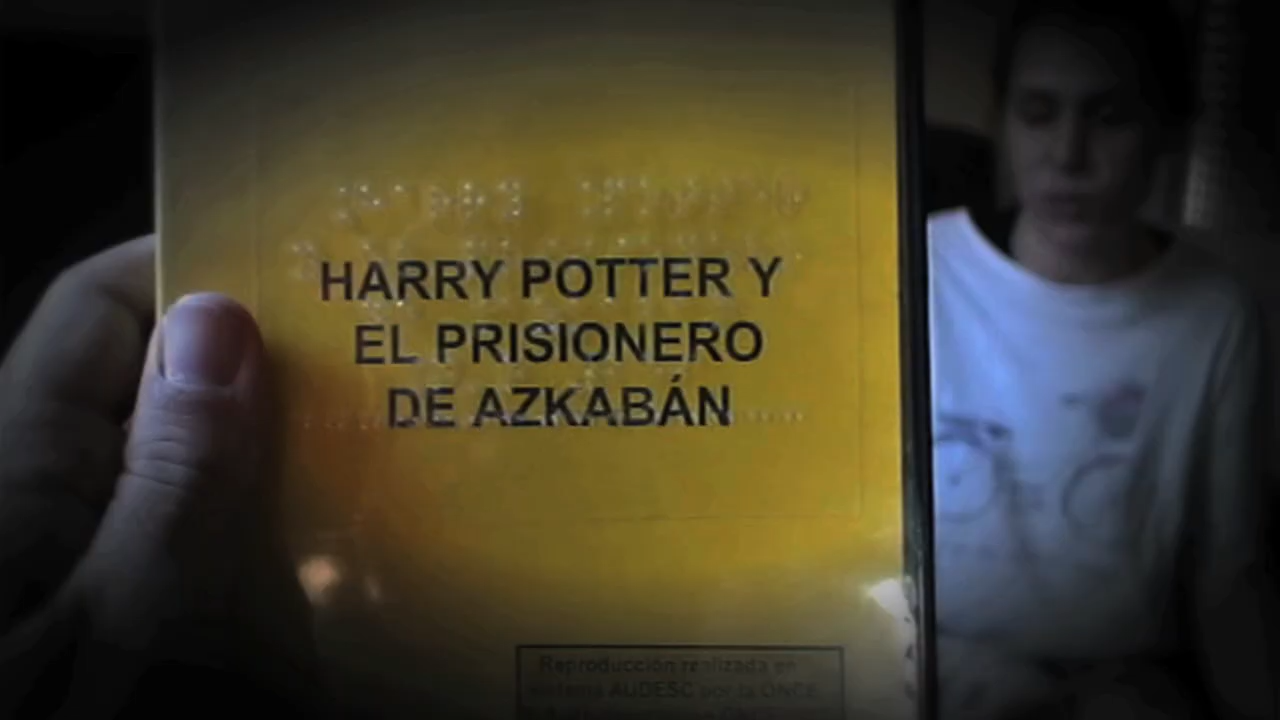 HARRY POTTER Y
EL PRISIONERO
DE AZKABÁN
Reproducción realizada en
sistema AUDESC por la ONCE